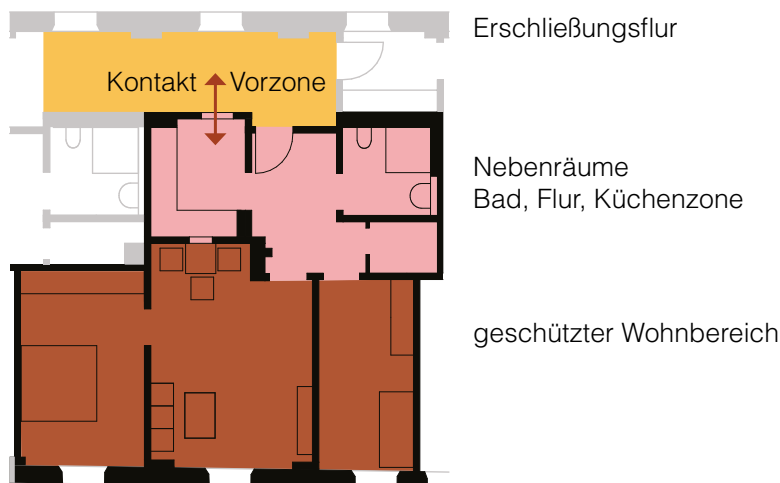 Erschließungsflur
Kontakt Vorzone
Nebenräume
Bad, Flur, Küchenzone
geschützter Wohnbereich